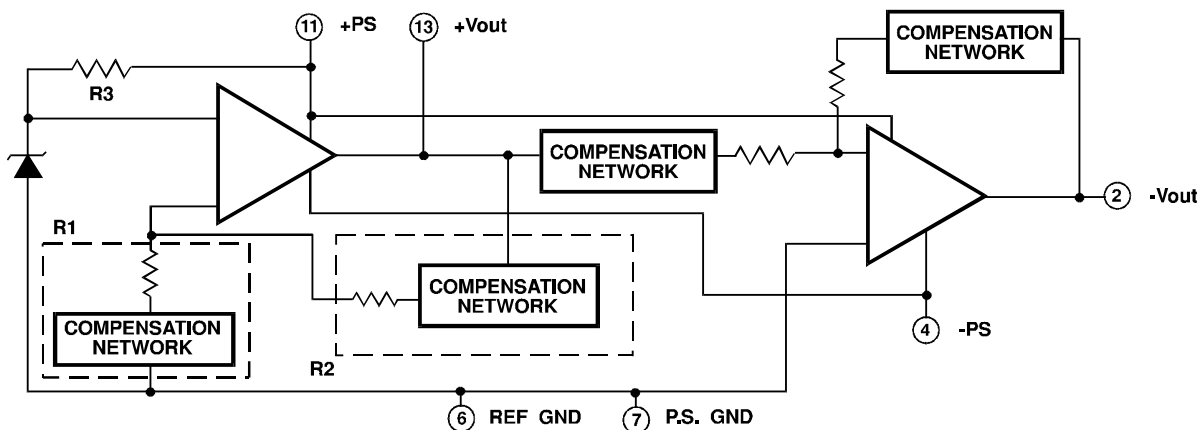 11 +PS
13 +Vout
COMPENSATION
NETWORK
R3
COMPENSATION
NETWORK
2 -Vout
R1
COMPENSATION
NETWORK
COMPENSATION
NETWORK
4 -PS
R2
6 REF GND
7 P.S. GND